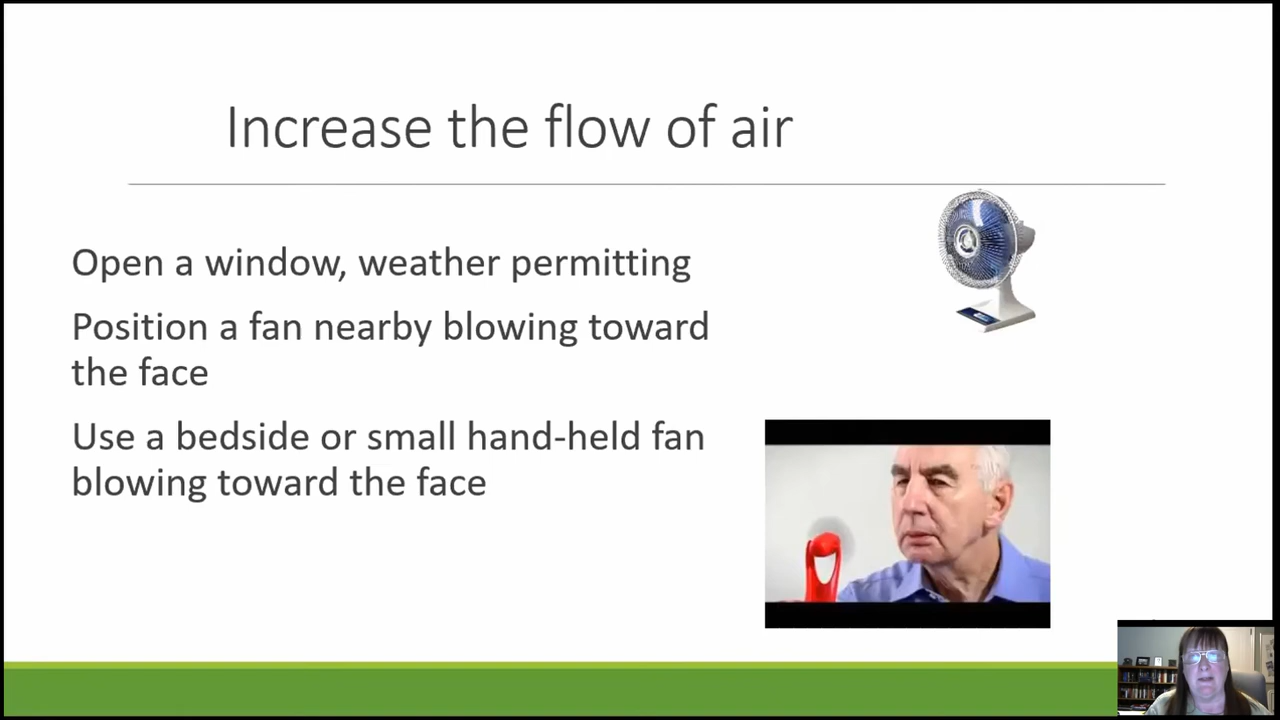 Increase the flow of air
Open a window, weather permitting
Position a fan nearby blowing toward
the face
Use a bedside or small hand-held fan
blowing toward the face